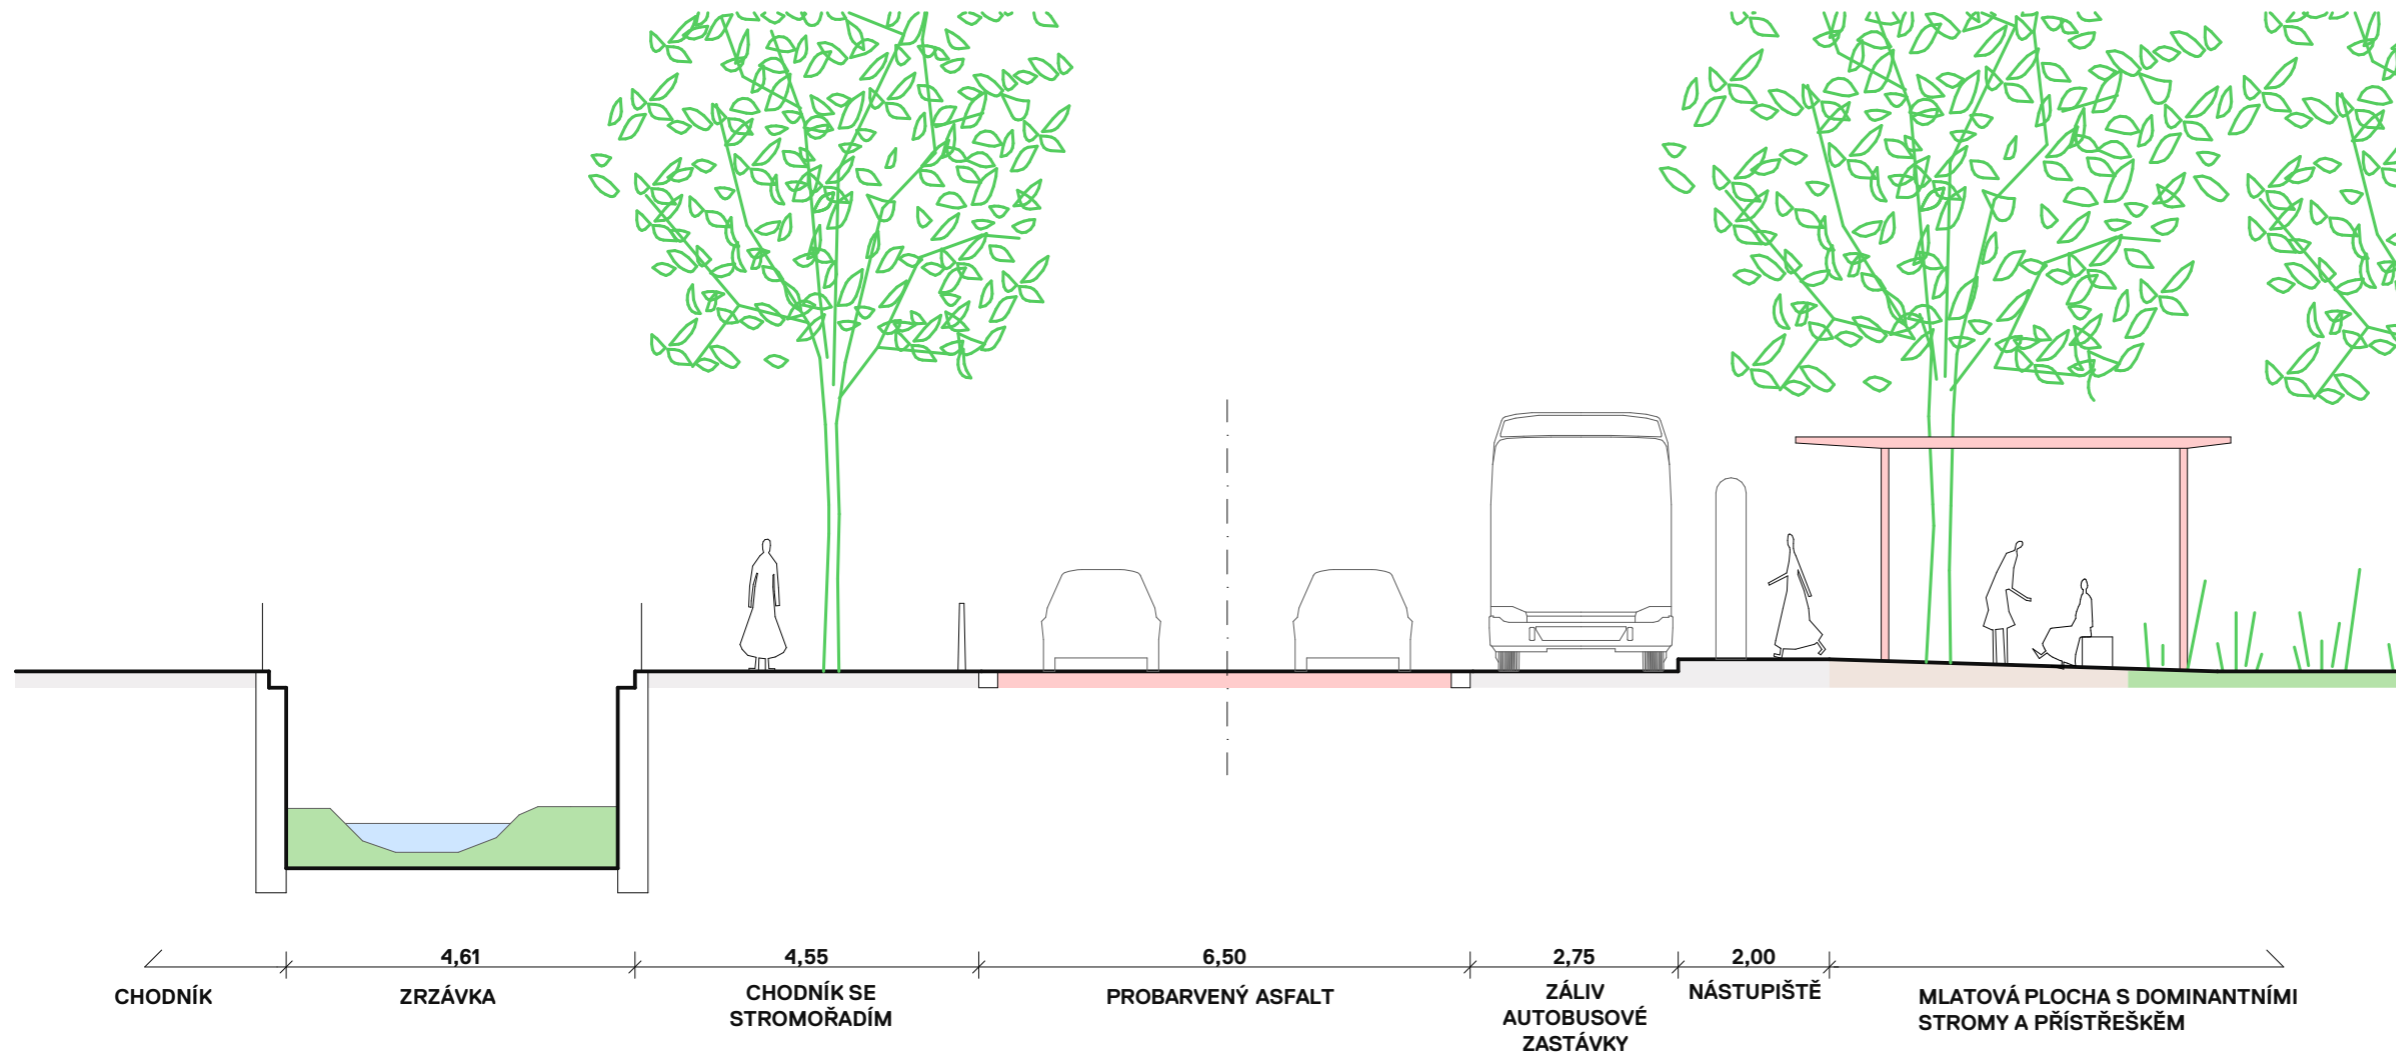 4,61
4,55
6,50
2,75
2,00
CHODNÍK
ZRZÁVKA
CHODNÍK SE
STROMOŘADÍM
PROBARVENÝ ASFALT
ZÁLIV
AUTOBUSOVÉ
ZASTÁVKY
NÁSTUPIŠTĚ
MLATOVÁ PLOCHA S DOMINANTNÍMI
STROMY A PŘÍSTŘEŠKĚM